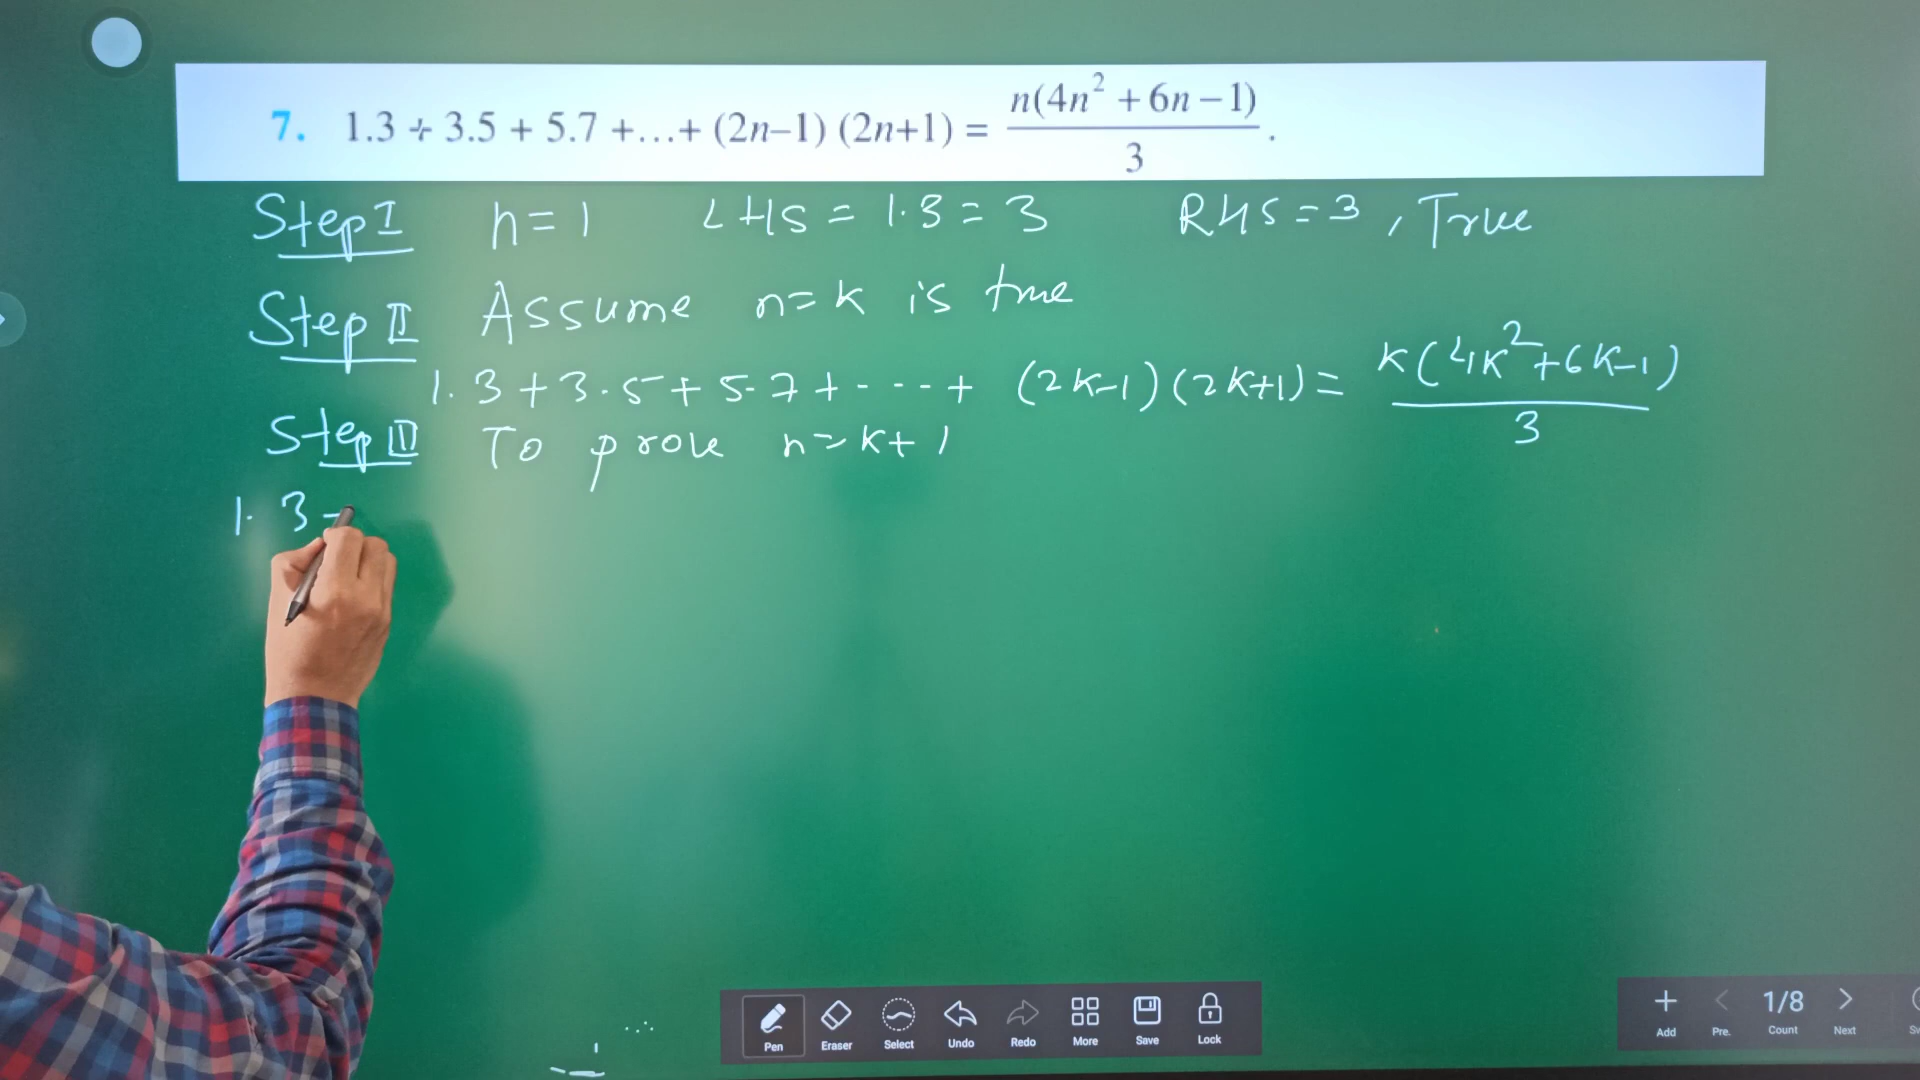 7. 1.3 + 3.5 + 5.7 +...+ (2n–1) (2n+1) = n(4n² + 6n – 1) / 3 .
Step I n = 1 LHS = 1.3 = 3 RHS = 3 , True
Step II Assume n = k is true
1.3 + 3.5 + 5.7 + - - - + (2k-1) (2k+1) = k(4k²+6k-1) / 3
Step III To prove n = k+1
1.3
Pen Eraser Select Undo Redo More Save Lock
Add Pre. 1/8 Count Next